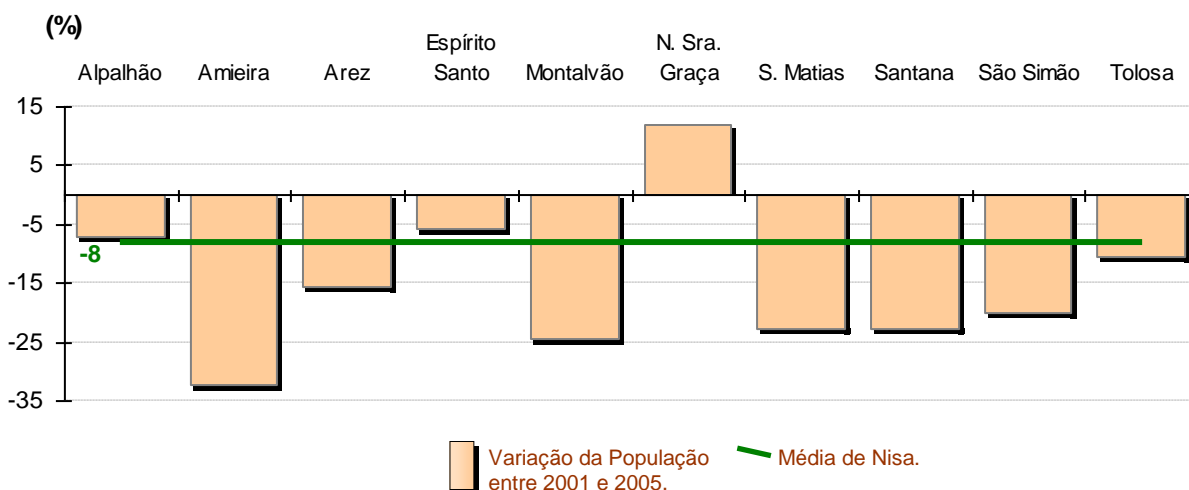 (%)
Alpalhão
Amieira
Arez
Espírito
Santo
Montalvão
N. Sra.
Graça
S. Matias
Santana
São Simão
Tolosa
15
5
-5
-15
-25
-35
-8
Variação da População
entre 2001 e 2005.
Média de Nisa.